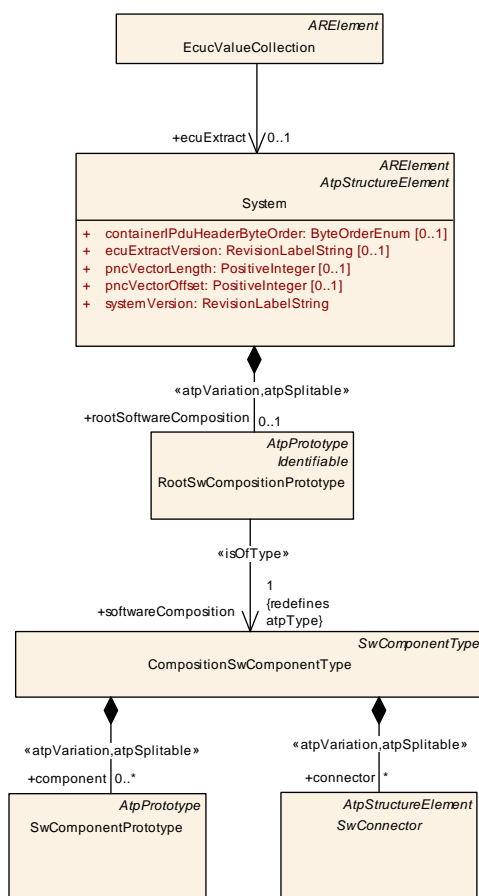 ARElement
EcucValueCollection
+ecuExtract 0..1
ARElement
AtpStructureElement
System
+ containerIPduHeaderByteOrder: ByteOrderEnum [0..1]
+ ecuExtractVersion: RevisionLabelString [0..1]
+ pncVectorLength: PositiveInteger [0..1]
+ pncVectorOffset: PositiveInteger [0..1]
+ systemVersion: RevisionLabelString
«atpVariation,atpSplitable»
+rootSoftwareComposition 0..1
AtpPrototype
Identifiable
RootSwCompositionPrototype
«isOfType»
1
+softwareComposition {redefines
atpType}
SwComponentType
CompositionSwComponentType
«atpVariation,atpSplitable»
+component 0..*
«atpVariation,atpSplitable»
+connector *
AtpPrototype
SwComponentPrototype
AtpStructureElement
SwConnector